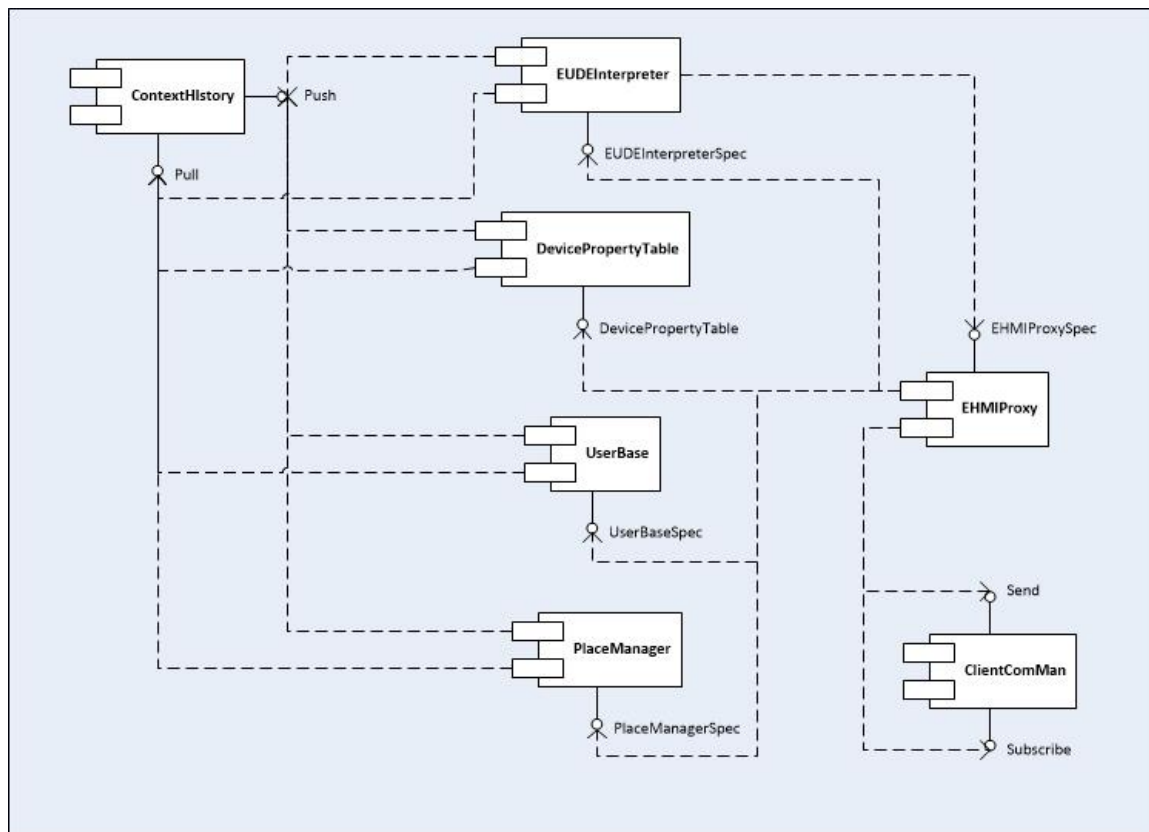 EUDEInterpreter
ContextHIstory
Push
EUDEInterpreterSpec
Pull
DevicePropertyTable
DevicePropertyTable
EHMIProxySpec
EHMIProxy
UserBase
UserBaseSpec
Send
PlaceManager
ClientComMan
PlaceManagerSpec
Subscribe